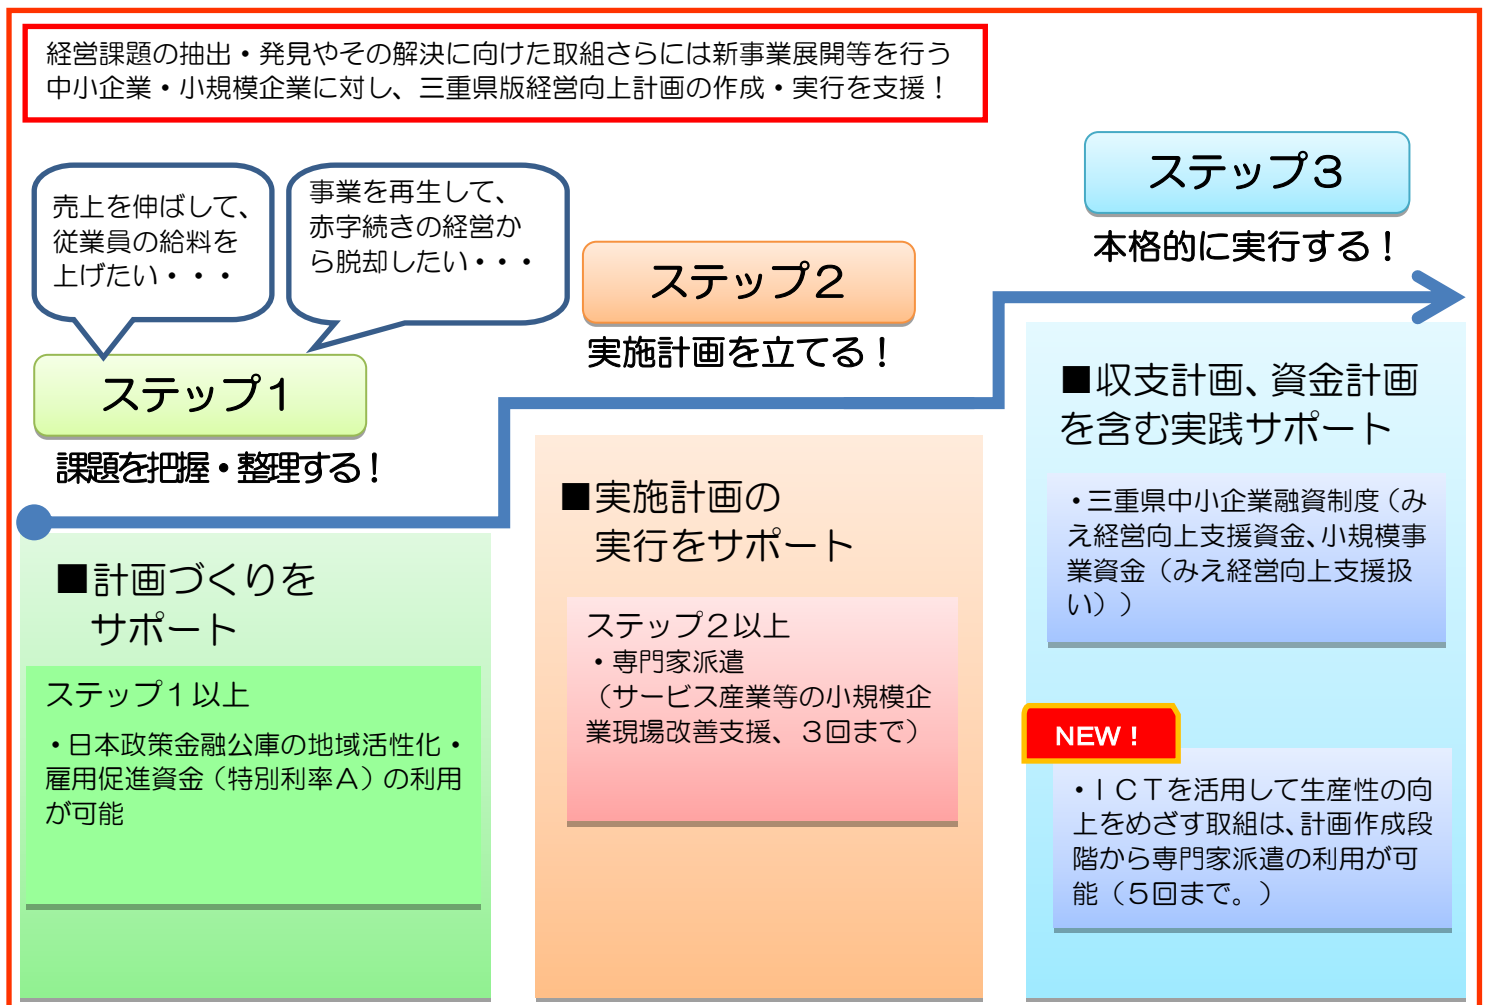 経営課題の抽出・発見やその解決に向けた取組さらには新事業展開等を行う
中小企業・小規模企業に対し、三重県版経営向上計画の作成・実行を支援！
売上を伸ばして、
従業員の給料を
上げたい・・・
事業を再生して、
赤字続きの経営か
ら脱却したい・・・
ステップ１
課題を把握・整理する！
■計画づくりを
サポート
ステップ１以上
・日本政策金融公庫の地域活性化・
雇用促進資金（特別利率Ａ）の利用
が可能
ステップ２
実施計画を立てる！
■実施計画の
実行をサポート
ステップ２以上
・専門家派遣
（サービス産業等の小規模企
業現場改善支援、３回まで）
ステップ３
本格的に実行する！
■収支計画、資金計画
を含む実践サポート
・三重県中小企業融資制度（み
え経営向上支援資金、小規模事
業資金（みえ経営向上支援扱
い））
NEW！
・ＩＣＴを活用して生産性の向
上をめざす取組は、計画作成段
階から専門家派遣の利用が可
能（５回まで。）